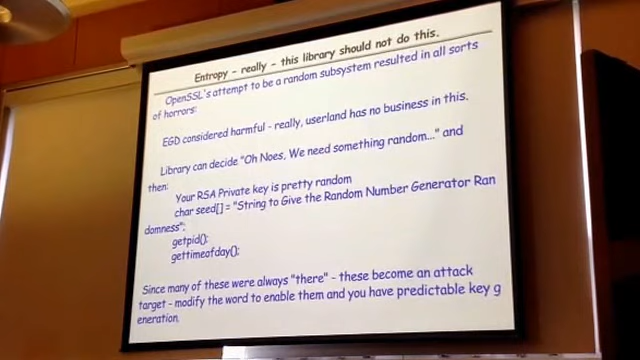 Entropy - really - this library should not do this.
OpenSSL's attempt to be a random subsystem resulted in all sorts
of horrors:
EGD considered harmful - really, userland has no business in this.
Library can decide "Oh Noes, We need something random..." and
then:
Your RSA Private key is pretty random
char seed[] = "String to Give the Random Number Generator Ran
domness";
getpid();
gettimeofday();
Since many of these were always "there" - these become an attack
target - modify the word to enable them and you have predictable key g
eneration.